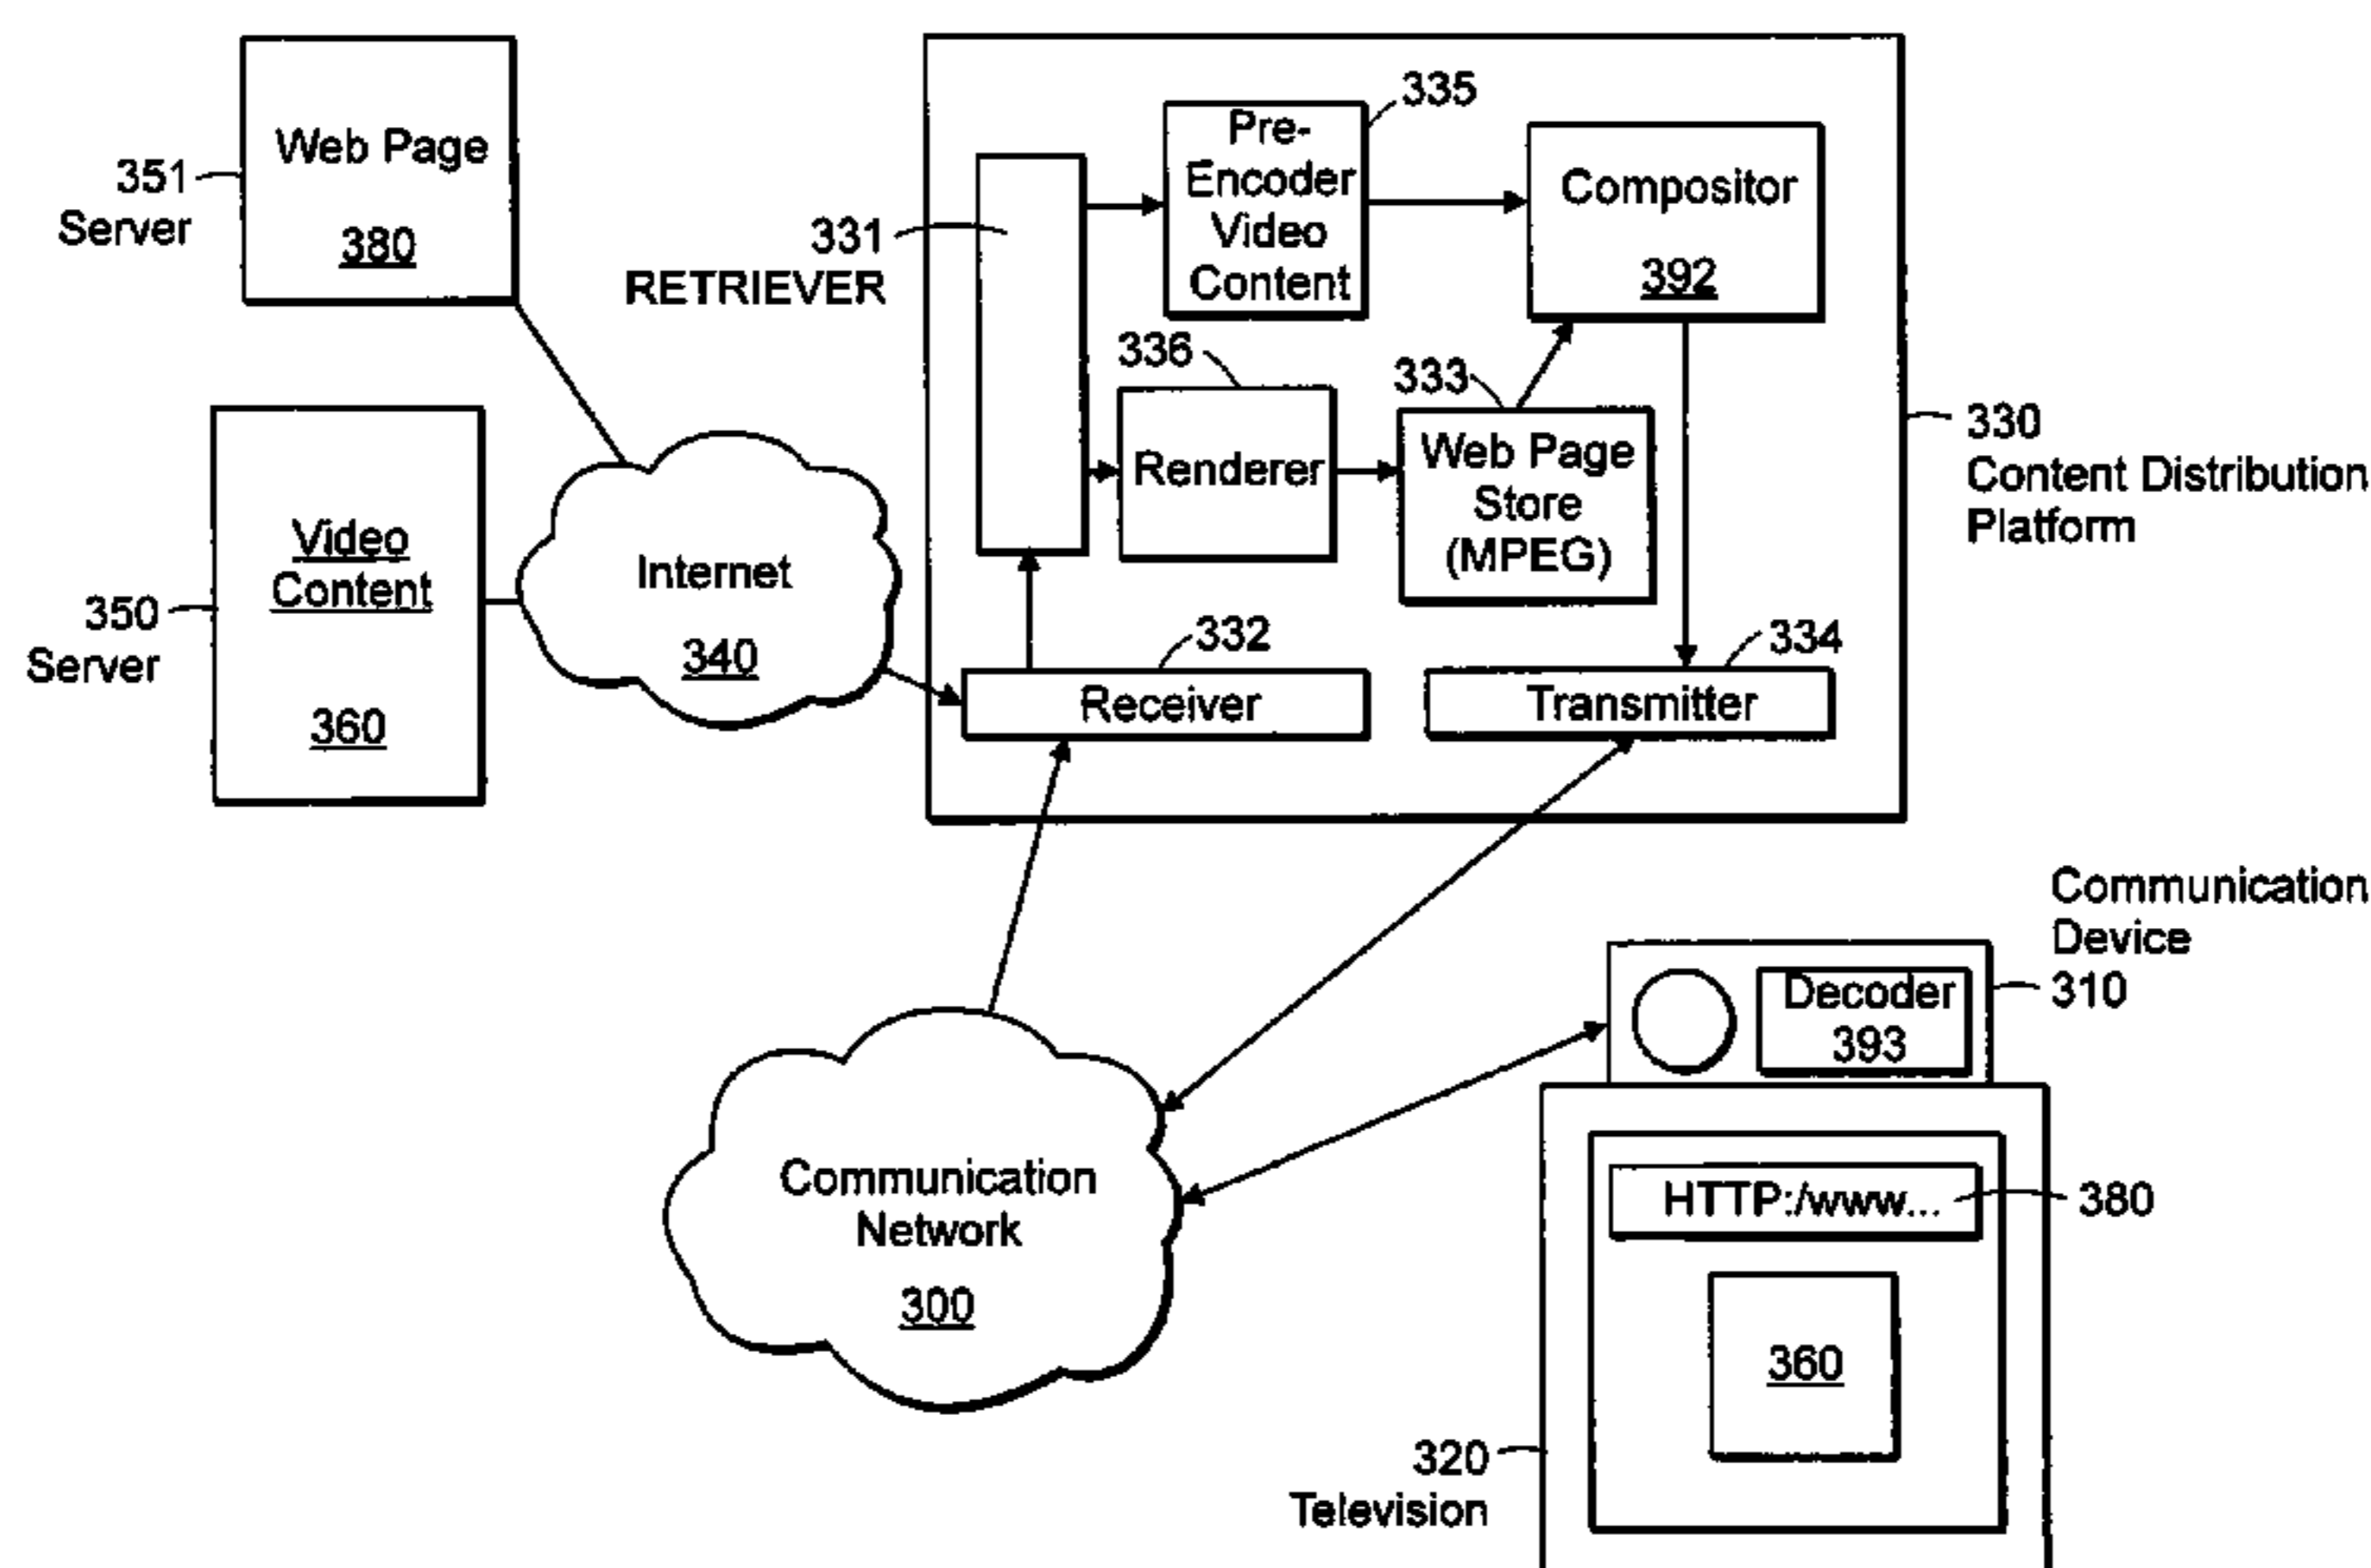 Web Page
380
351
Server
Video
Content
360
350
Server
Internet
340
331
RETRIEVER
Pre-
Encoder
Video
Content
335
Compositor
392
336
Renderer
333
Web Page
Store
(MPEG)
330
Content Distribution
Platform
332
Receiver
334
Transmitter
Communication
Network
300
Communication
Device
310
Decoder
393
HTTP:/www...
380
360
320
Television